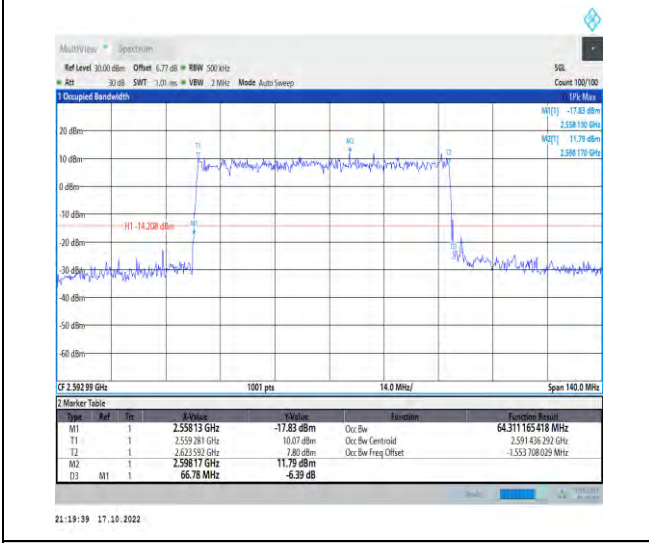 MultiView Spectrum
Ref Level 30.00 dBm Offset 6.77 dB RBW 500 kHz SGL
Att 30 dB SWT 1.01 ms VBW 2 MHz Mode Auto Sweep Count 100/100
1 Occupied Bandwidth 1Pk Max
M1[1] -17.83 dBm
2.558 130 GHz
M2[1] 11.79 dBm
2.598 170 GHz
20 dBm
T1 M2 T2
10 dBm
0 dBm
-10 dBm
H1 -14.208 dBm M1
-20 dBm
D3
-30 dBm
-40 dBm
-50 dBm
-60 dBm
CF 2.592 99 GHz 1001 pts 14.0 MHz/ Span 140.0 MHz
2 Marker Table
Type Ref Trc X-Value Y-Value Function Function Result
M1 1 2.558 13 GHz -17.83 dBm Occ Bw 64.311 165 418 MHz
T1 1 2.559 281 GHz 10.07 dBm Occ Bw Centroid 2.591 436 292 GHz
T2 1 2.623 592 GHz 7.80 dBm Occ Bw Freq Offset -1.553 708 029 MHz
M2 1 2.598 17 GHz 11.79 dBm
D3 M1 1 66.78 MHz -6.39 dB
21:19:39 17.10.2022